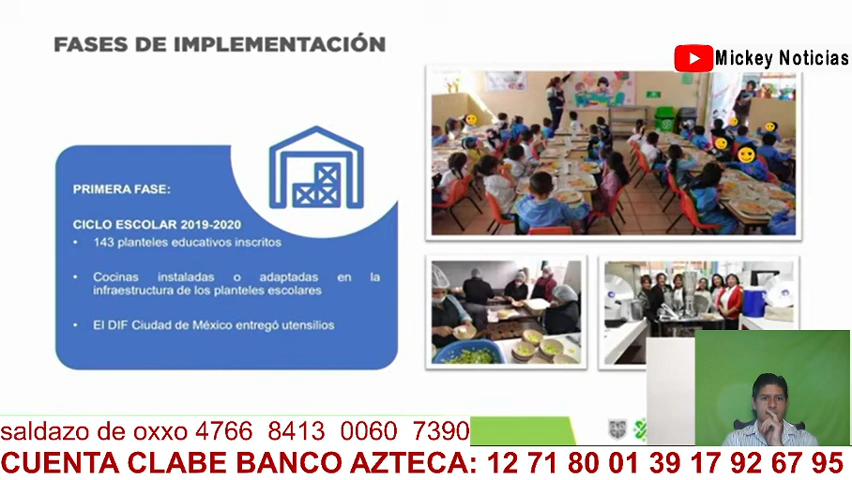 FASES DE IMPLEMENTACIÓN
Mickey Noticias
PRIMERA FASE:
CICLO ESCOLAR 2019-2020
• 143 planteles educativos inscritos
• Cocinas instaladas o adaptadas en la
infraestructura de los planteles escolares
• El DIF Ciudad de México entregó utensilios
saldazo de oxxo 4766 8413 0060 7390
CUENTA CLABE BANCO AZTECA: 12 71 80 01 39 17 92 67 95